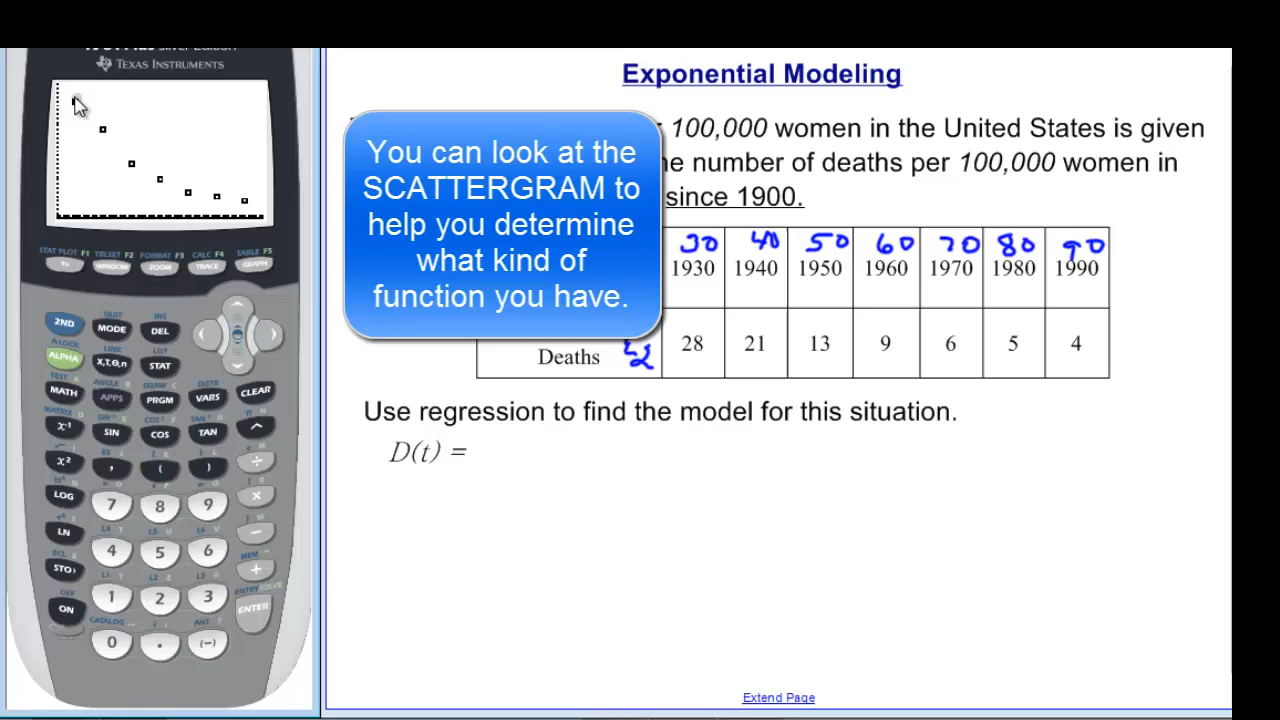 Silver Edition
TEXAS INSTRUMENTS
Exponential Modeling
100,000 women in the United States is given
number of deaths per 100,000 women in
since 1900.
You can look at the
SCATTERGRAM to
help you determine
what kind of
function you have.
30 40 50 60 70 80 90
1930 1940 1950 1960 1970 1980 1990
Deaths L2 28 21 13 9 6 5 4
Use regression to find the model for this situation.
D(t) =
Extend Page
STAT PLOT F1 TBLSET F2 FORMAT F3 CALC F4 TABLE F5
Y= WINDOW ZOOM TRACE GRAPH
QUIT INS
2ND MODE DEL
A-LOCK LINK LIST
ALPHA X,T,Θ,n STAT
TEST A ANGLE B DRAW C DISTR
MATH APPS PRGM VARS CLEAR
MATRIX D SIN⁻¹ E COS⁻¹ F TAN⁻¹ G π H
x⁻¹ SIN COS TAN ^
x² , ( ) ÷
LOG 7 8 9 ×
LN 4 5 6 −
STO› 1 2 3 +
OFF ENTRY SOLVE
ON ENTER
CATALOG ANS ?
0 . (−)